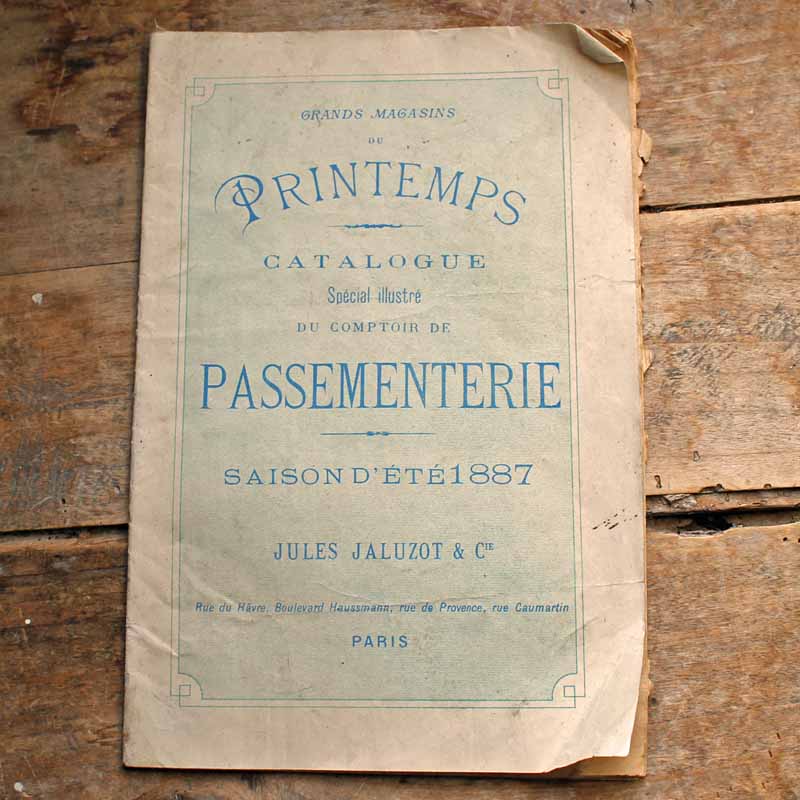 GRANDS MAGASINS
DU
PRINTEMPS
CATALOGUE
Spécial illustré
DU COMPTOIR DE
PASSEMENTERIE
SAISON D'ÉTÉ 1887
JULES JALUZOT & CIE
Rue du Hâvre, Boulevard Haussmann, rue de Provence, rue Caumartin
PARIS